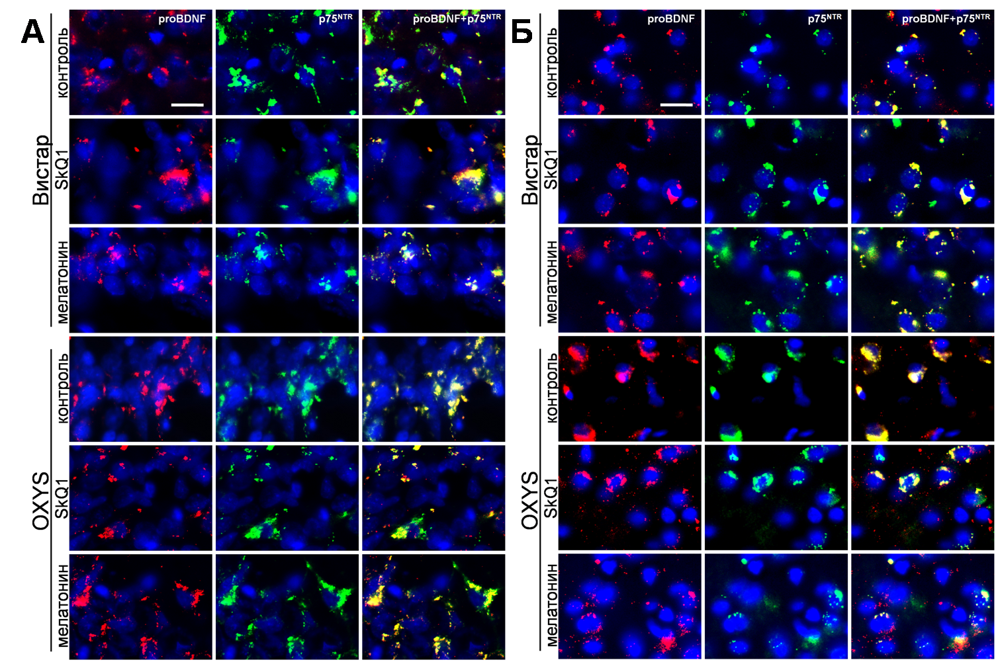 А
proBDNF
p75NTR
proBDNF+p75NTR
Вистар
контроль
SkQ1
мелатонин
OXYS
контроль
SkQ1
мелатонин
Б
proBDNF
p75NTR
proBDNF+p75NTR
Вистар
контроль
SkQ1
мелатонин
OXYS
контроль
SkQ1
мелатонин